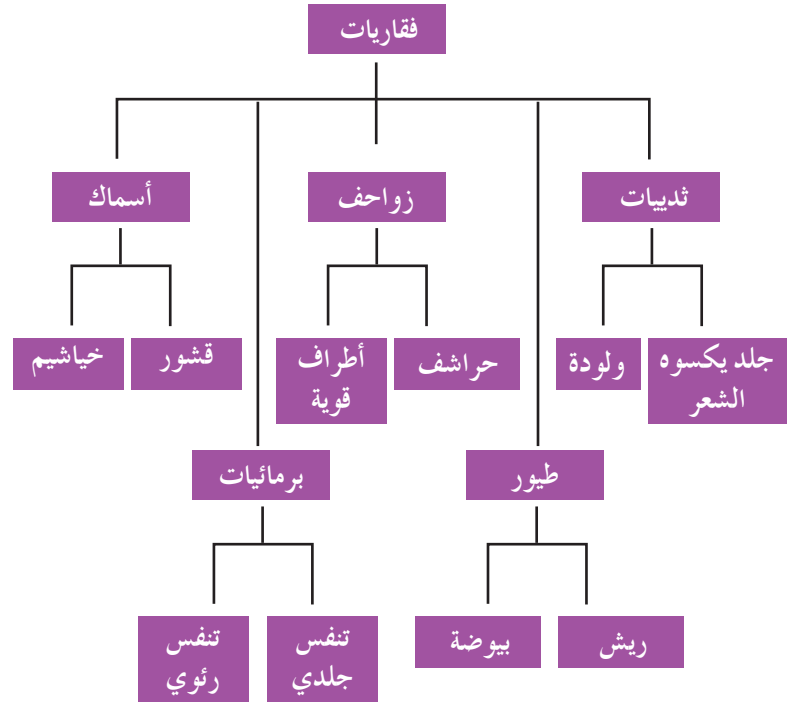 فقاريات
ثدييات
زواحف
أسماك
جلد يكسوه
الشعر
ولودة
حراشف
أطراف
قوية
قشور
خياشيم
طيور
برمائيات
ريش
بيوضة
تنفس
جلدي
تنفس
رئوي